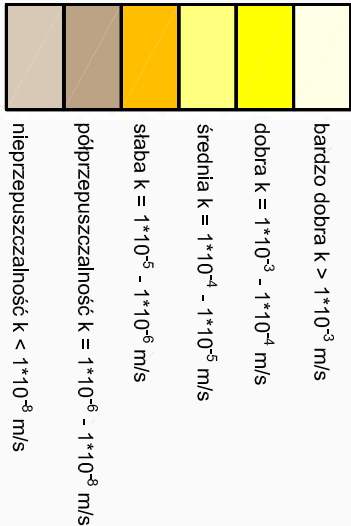 bardzo dobra k > 1*10⁻³ m/s
dobra k = 1*10⁻³ - 1*10⁻⁴ m/s
średnia k = 1*10⁻⁴ - 1*10⁻⁵ m/s
słaba k = 1*10⁻⁵ - 1*10⁻⁶ m/s
półprzepuszczalność k = 1*10⁻⁶ - 1*10⁻⁸ m/s
nieprzepuszczalność k < 1*10⁻⁸ m/s